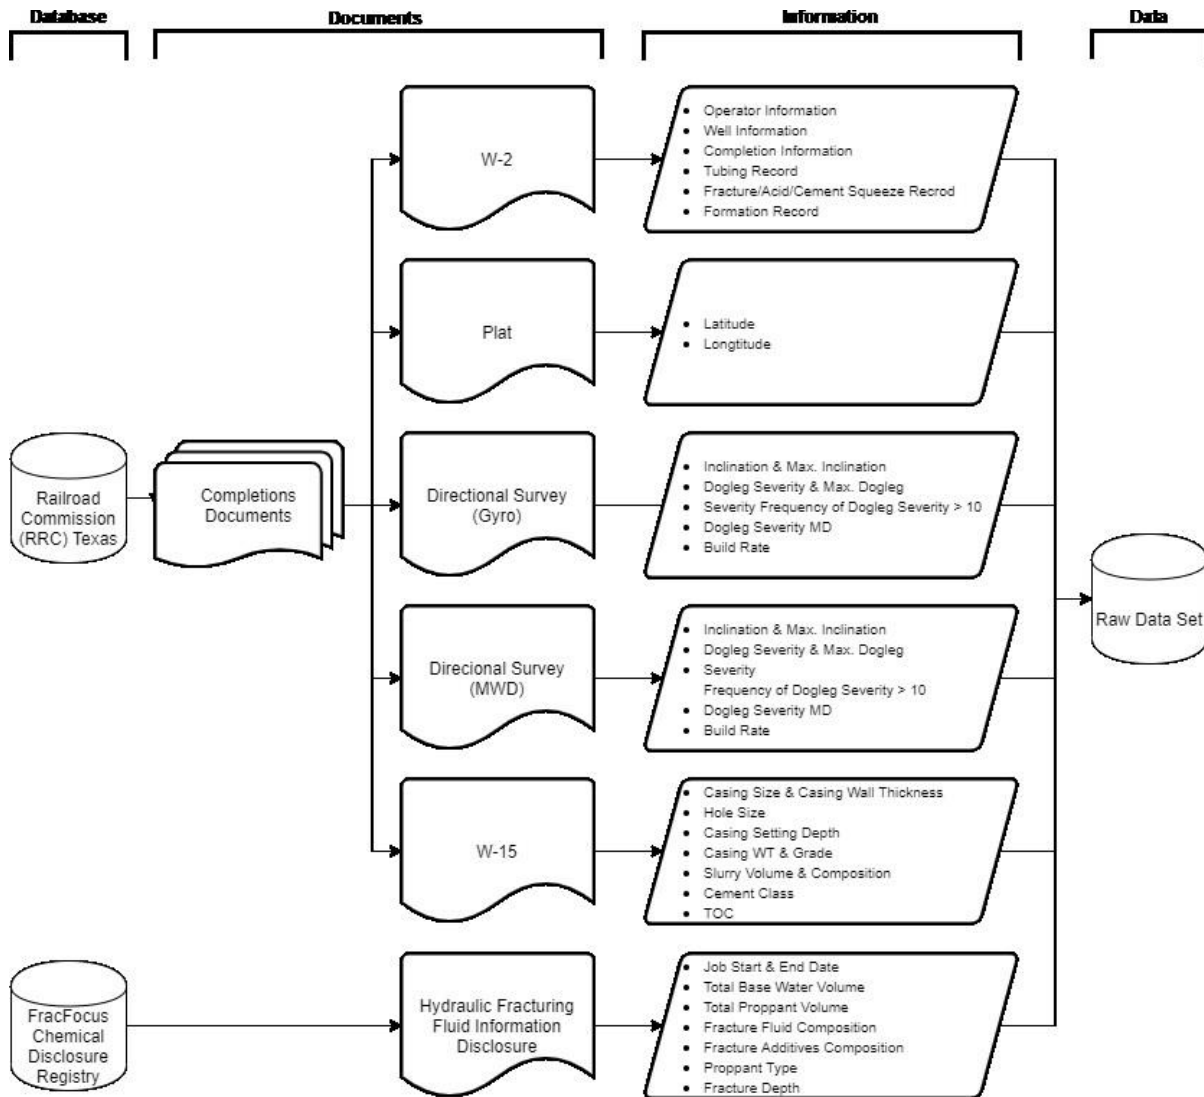 Database
Documents
Information
Data
W-2
• Operator Information
• Well Information
• Completion Information
• Tubing Record
• Fracture/Acid/Cement Squeeze Recrod
• Formation Record
Plat
• Latitude
• Longtitude
Railroad
Commission
(RRC) Texas
Completions
Documents
Directional Survey
(Gyro)
• Inclination & Max. Inclination
• Dogleg Severity & Max. Dogleg
• Severity Frequency of Dogleg Severity > 10
• Dogleg Severity MD
• Build Rate
Raw Data Set
Direcional Survey
(MWD)
• Inclination & Max. Inclination
• Dogleg Severity & Max. Dogleg
• Severity
Frequency of Dogleg Severity > 10
• Dogleg Severity MD
• Build Rate
W-15
• Casing Size & Casing Wall Thickness
• Hole Size
• Casing Setting Depth
• Casing WT & Grade
• Slurry Volume & Composition
• Cement Class
• TOC
FracFocus
Chemical
Disclosure
Registry
Hydraulic Fracturing
Fluid Information
Disclosure
• Job Start & End Date
• Total Base Water Volume
• Total Proppant Volume
• Fracture Fluid Composition
• Fracture Additives Composition
• Proppant Type
• Fracture Depth